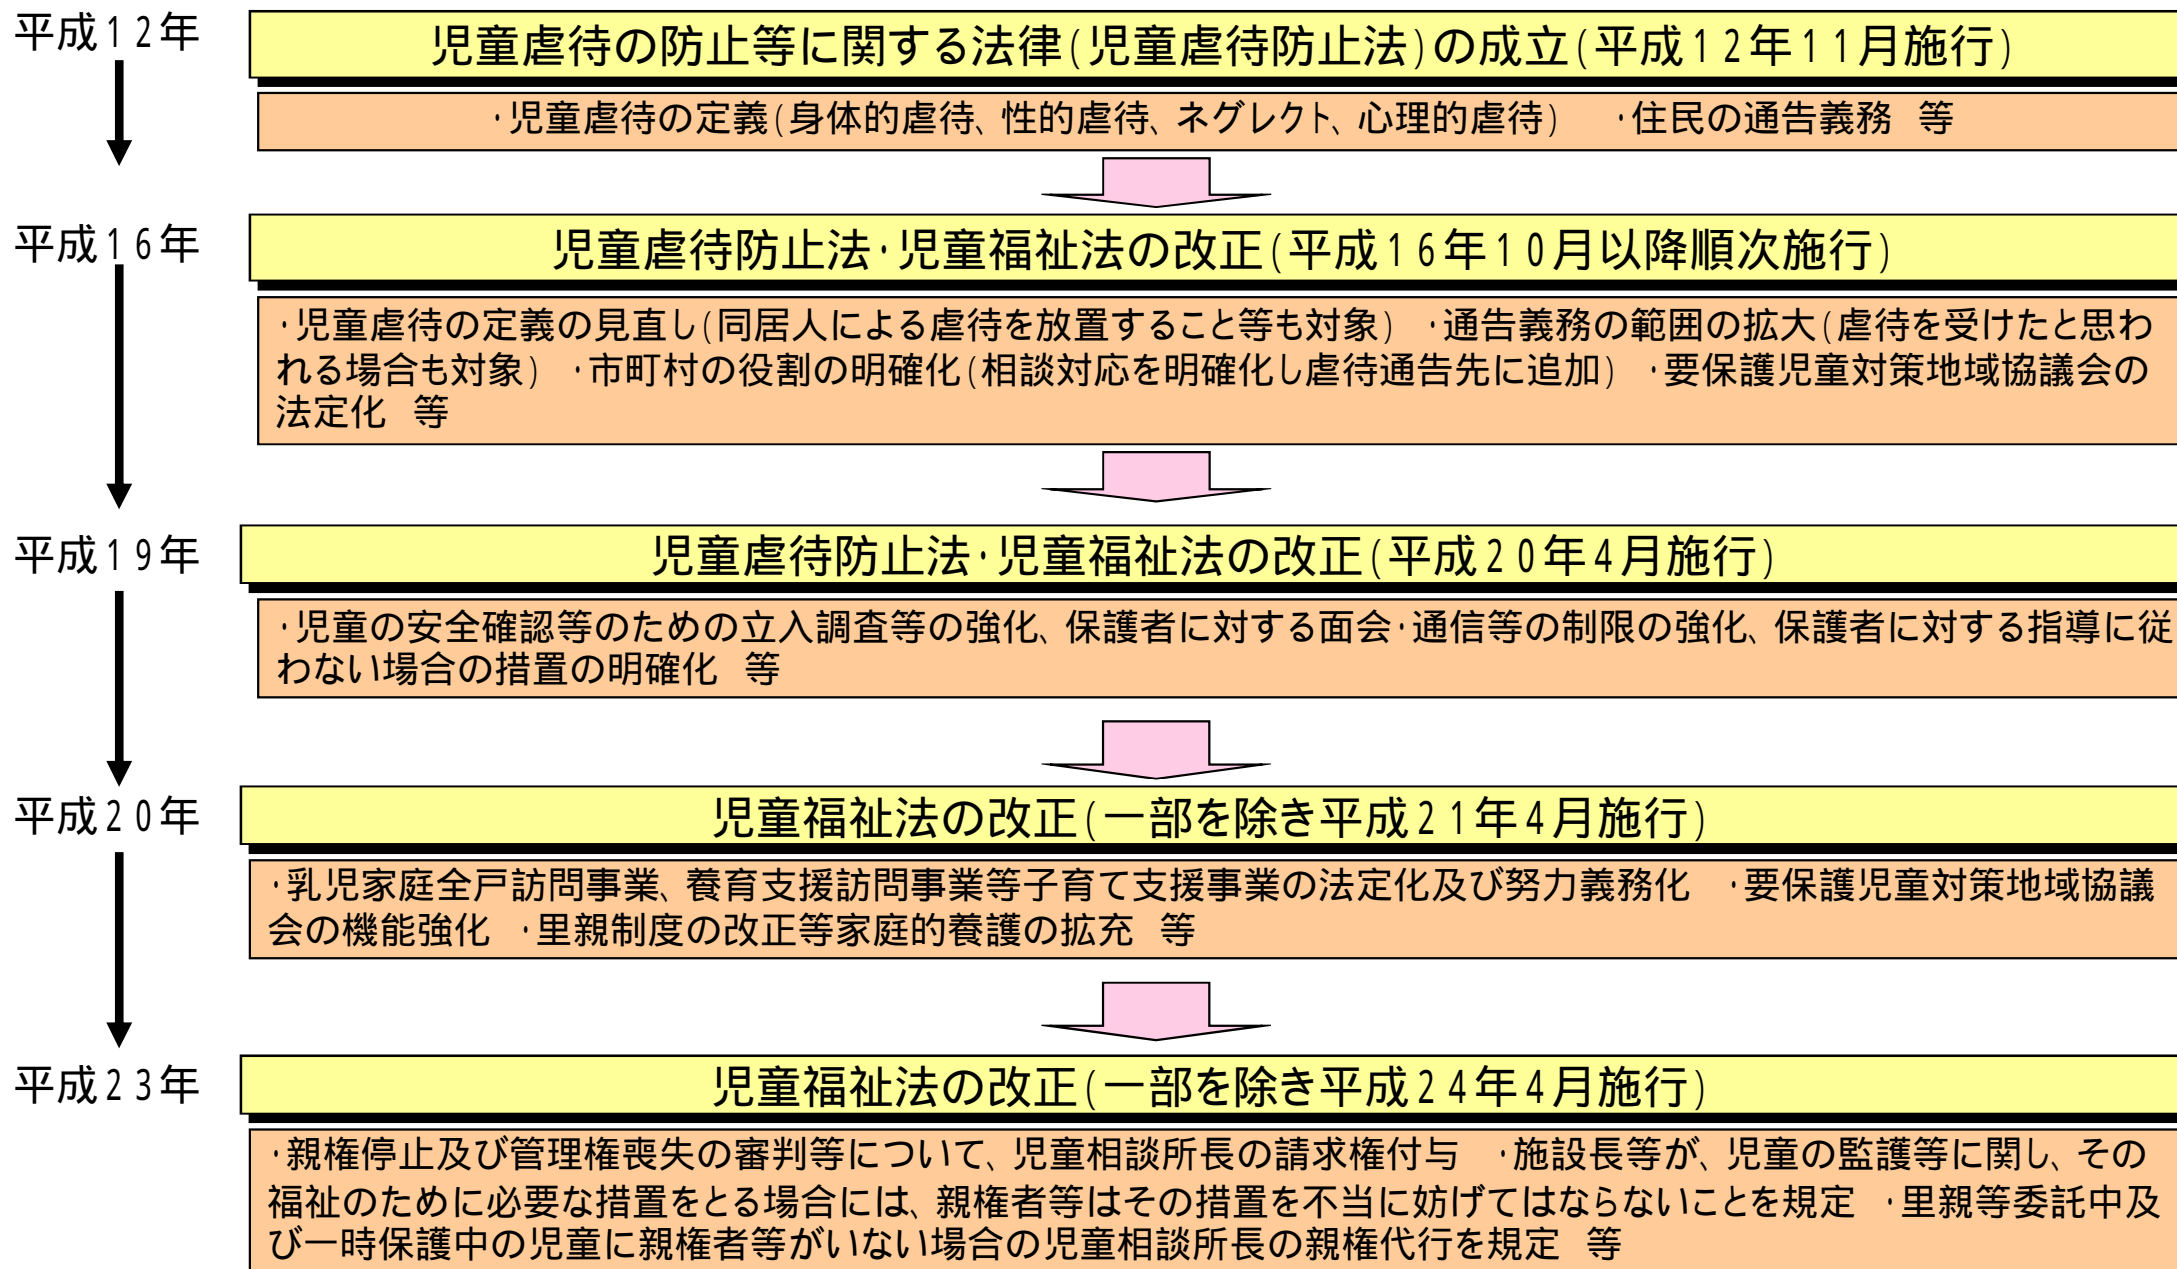 平成12年
児童虐待の防止等に関する法律(児童虐待防止法)の成立(平成12年11月施行)
・児童虐待の定義(身体的虐待、性的虐待、ネグレクト、心理的虐待)　・住民の通告義務　等
平成16年
児童虐待防止法・児童福祉法の改正(平成16年10月以降順次施行)
・児童虐待の定義の見直し(同居人による虐待を放置すること等も対象)　・通告義務の範囲の拡大(虐待を受けたと思わ
れる場合も対象)　・市町村の役割の明確化(相談対応を明確化し虐待通告先に追加)　・要保護児童対策地域協議会の
法定化　等
平成19年
児童虐待防止法・児童福祉法の改正(平成20年4月施行)
・児童の安全確認等のための立入調査等の強化、保護者に対する面会・通信等の制限の強化、保護者に対する指導に従
わない場合の措置の明確化　等
平成20年
児童福祉法の改正(一部を除き平成21年4月施行)
・乳児家庭全戸訪問事業、養育支援訪問事業等子育て支援事業の法定化及び努力義務化　・要保護児童対策地域協議
会の機能強化　・里親制度の改正等家庭的養護の拡充　等
平成23年
児童福祉法の改正(一部を除き平成24年4月施行)
・親権停止及び管理権喪失の審判等について、児童相談所長の請求権付与　・施設長等が、児童の監護等に関し、その
福祉のために必要な措置をとる場合には、親権者等はその措置を不当に妨げてはならないことを規定　・里親等委託中及
び一時保護中の児童に親権者等がいない場合の児童相談所長の親権代行を規定　等